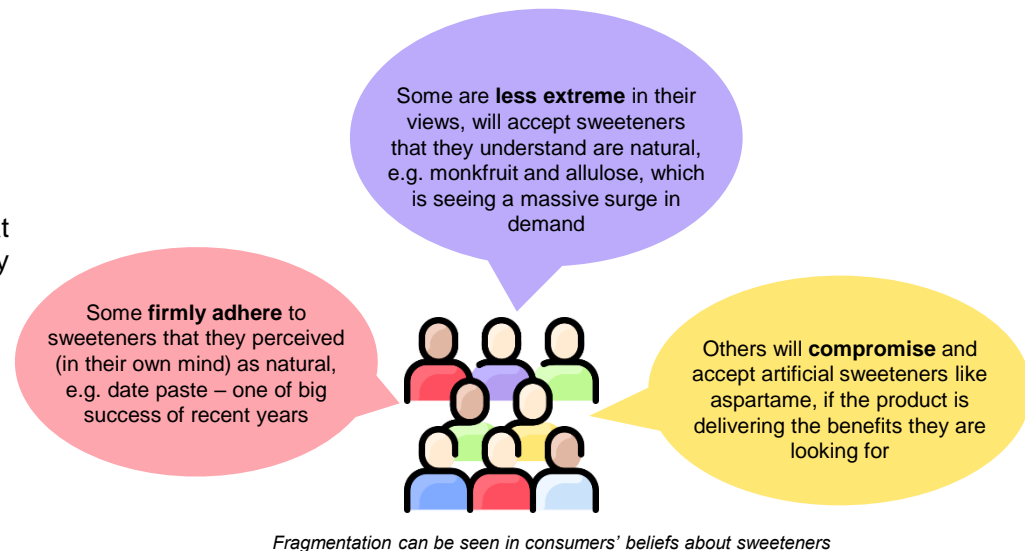 Some are less extreme in their
views, will accept sweeteners
that they understand are natural,
e.g. monkfruit and allulose, which
is seeing a massive surge in
demand
Some firmly adhere to
sweeteners that they perceived
(in their own mind) as natural,
e.g. date paste – one of big
success of recent years
Others will compromise and
accept artificial sweeteners like
aspartame, if the product is
delivering the benefits they are
looking for
Fragmentation can be seen in consumers' beliefs about sweeteners